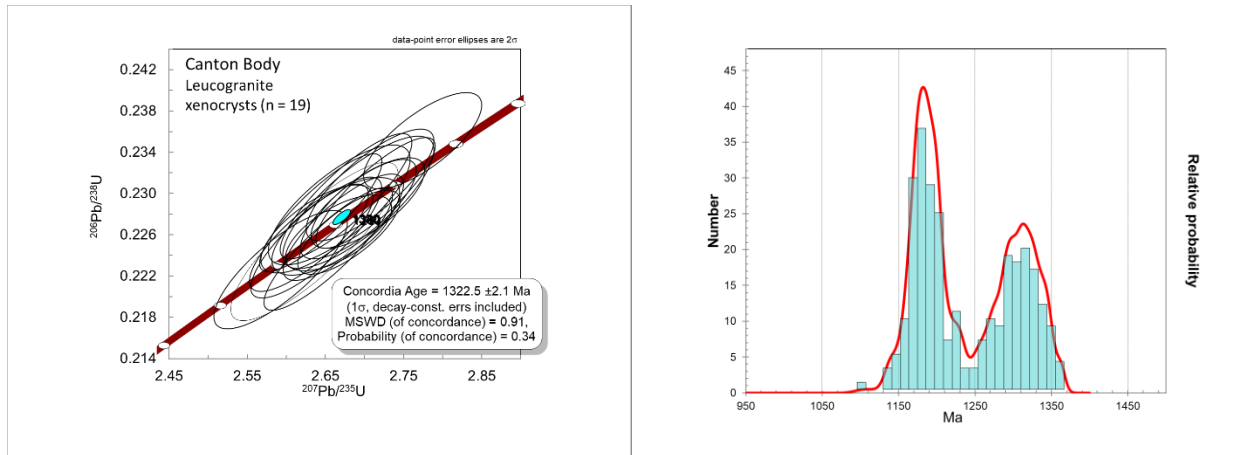 data-point error ellipses are 2σ
Canton Body
Leucogranite
xenocrysts (n = 19)
0.242
0.238
0.234
0.230
0.226
0.222
0.218
0.214
206Pb/238U
Concordia Age = 1322.5 ±2.1 Ma
(1σ, decay-const. errs included)
MSWD (of concordance) = 0.91,
Probability (of concordance) = 0.34
2.45 2.55 2.65 2.75 2.85
207Pb/235U
45
40
35
30
25
20
15
10
5
0
Number
Relative probability
950 1050 1150 1250 1350 1450
Ma